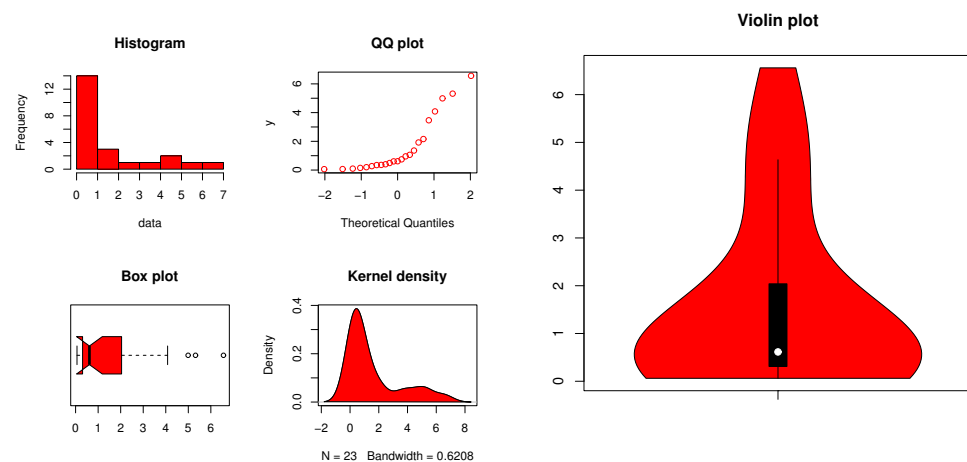 Histogram
Frequency
4
8
12
0 1 2 3 4 5 6 7
data
QQ plot
y
0
2
4
6
−2 −1 0 1 2
Theoretical Quantiles
Box plot
0 1 2 3 4 5 6
Kernel density
Density
0.0
0.2
0.4
−2 0 2 4 6 8
N = 23 Bandwidth = 0.6208
Violin plot
0
1
2
3
4
5
6